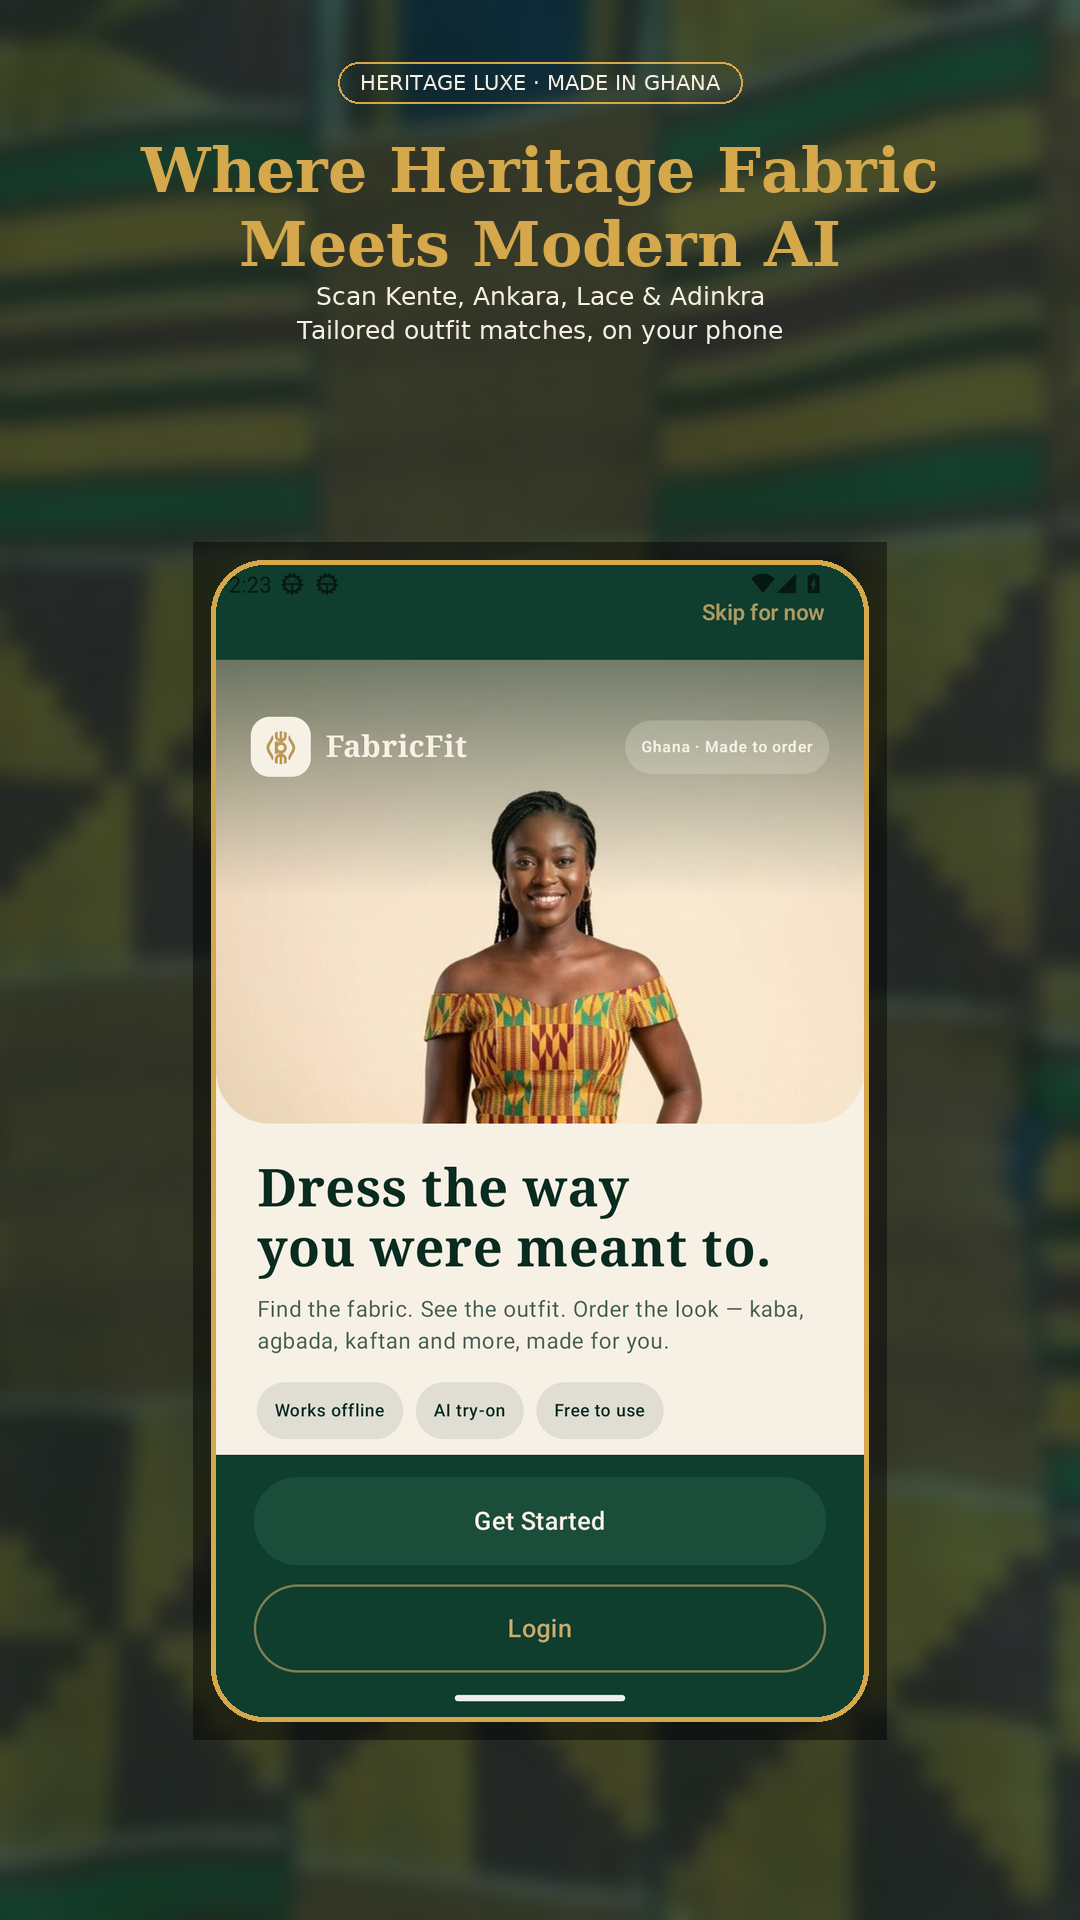 HERITAGE LUXE · MADE IN GHANA
Where Heritage Fabric
Meets Modern AI
Scan Kente, Ankara, Lace & Adinkra
Tailored outfit matches, on your phone
2:23
Skip for now
FabricFit
Ghana · Made to order
Dress the way
you were meant to.
Find the fabric. See the outfit. Order the look — kaba,
agbada, kaftan and more, made for you.
Works offline
AI try-on
Free to use
Get Started
Login